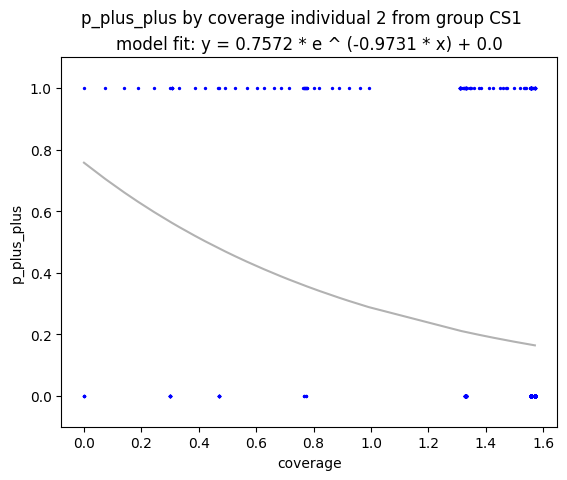 p_plus_plus by coverage individual 2 from group CS1
model fit: y = 0.7572 * e ^ (-0.9731 * x) + 0.0
1.0
0.8
0.6
0.4
0.2
0.0
p_plus_plus
0.0 0.2 0.4 0.6 0.8 1.0 1.2 1.4 1.6
coverage